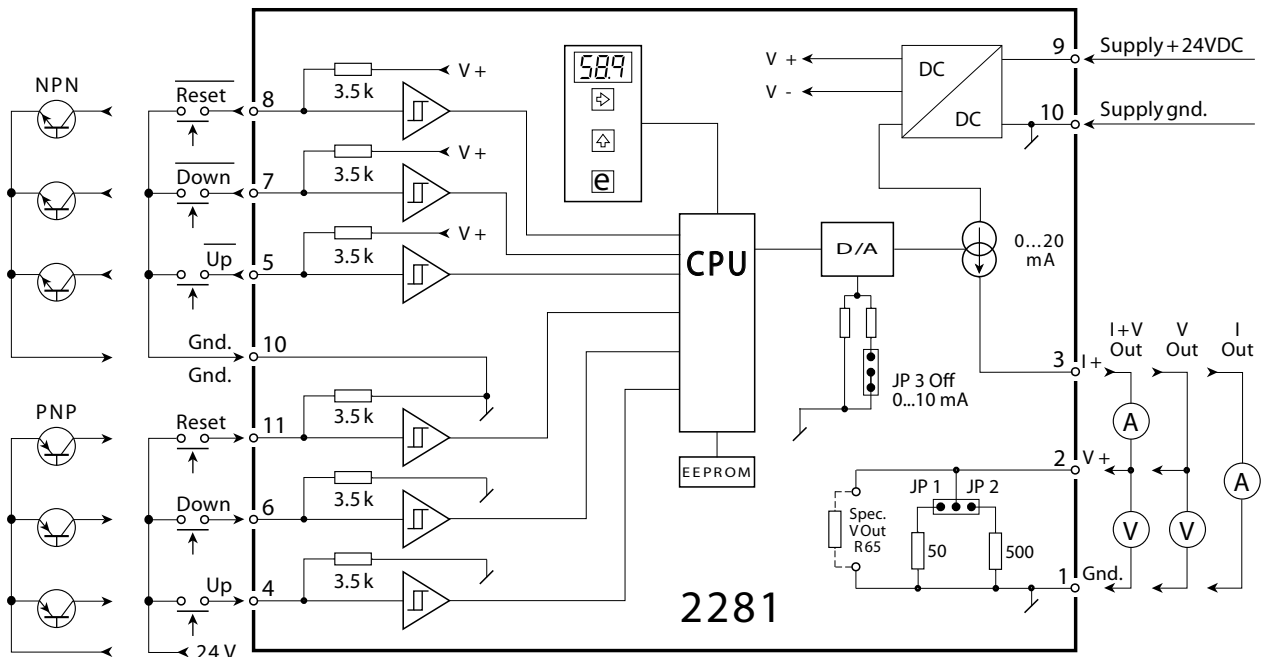 NPN
Reset
8
3.5 k
V +
58.9
e
V +
V -
DC
DC
9
Supply + 24VDC
10
Supply gnd.
Down
7
3.5 k
V +
Up
5
3.5 k
V +
CPU
D/A
0...20
mA
Gnd.
10
Gnd.
JP 3 Off
0...10 mA
3
I +
I + V
Out
V
Out
I
Out
PNP
Reset
11
3.5 k
EEPROM
A
2
V +
A
Down
6
3.5 k
Spec.
V Out
R65
JP 1
JP 2
50
500
V
V
Up
4
3.5 k
1
Gnd.
2281
24 V